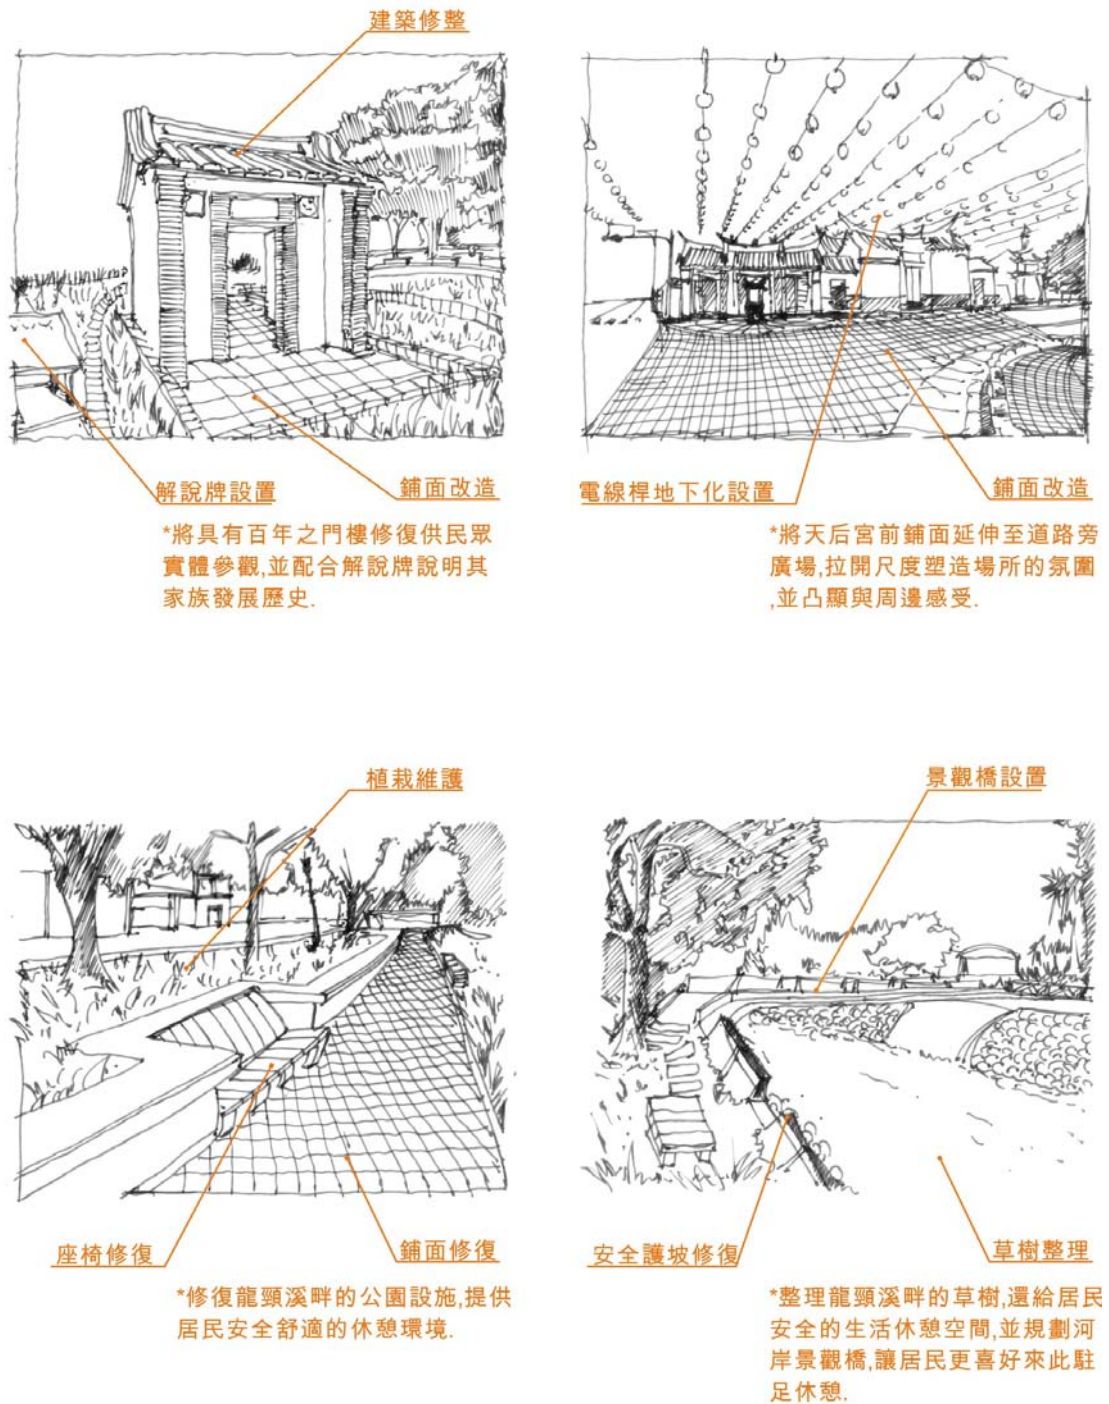 建築修整
解說牌設置
鋪面改造
*將具有百年之門樓修復供民眾
實體參觀,並配合解說牌說明其
家族發展歷史.
電線桿地下化設置
鋪面改造
*將天后宮前鋪面延伸至道路旁
廣場,拉開尺度塑造場所的氛圍
,並凸顯與周邊感受.
植栽維護
座椅修復
鋪面修復
*修復龍頸溪畔的公園設施,提供
居民安全舒適的休憩環境.
景觀橋設置
安全護坡修復
草樹整理
*整理龍頸溪畔的草樹,還給居民
安全的生活休憩空間,並規劃河
岸景觀橋,讓居民更喜好來此駐
足休憩.